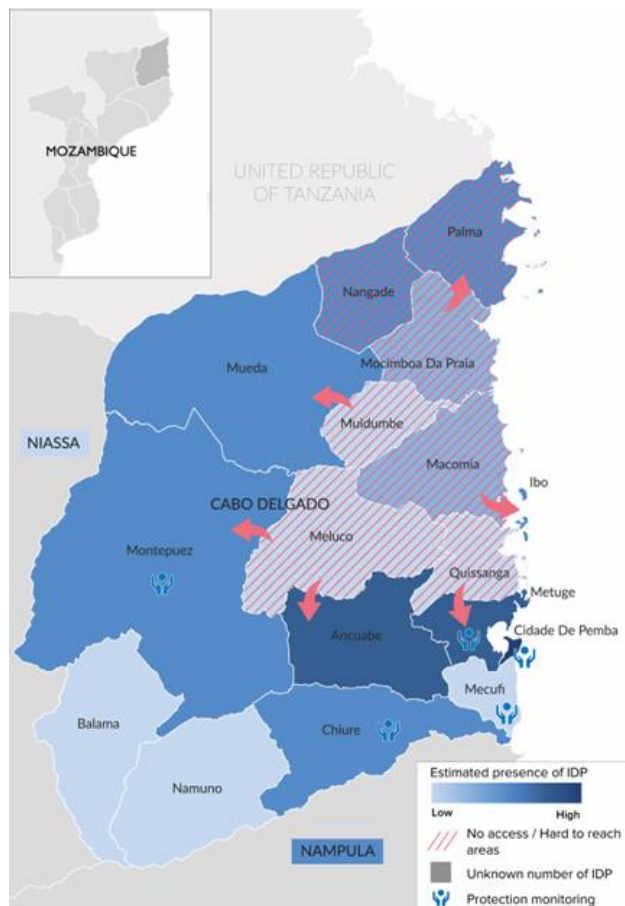 MOZAMBIQUE
UNITED REPUBLIC
OF TANZANIA
Palma
Nangade
Mocimboa Da Praia
Mueda
Muidumbe
NIASSA
Macomia
Ibo
CABO DELGADO
Meluco
Montepuez
Quissanga
Metuge
Cidade De Pemba
Ancuabe
Mecufi
Balama
Chiure
Namuno
NAMPULA
Estimated presence of IDP
Low High
No access / Hard to reach
areas
Unknown number of IDP
Protection monitoring